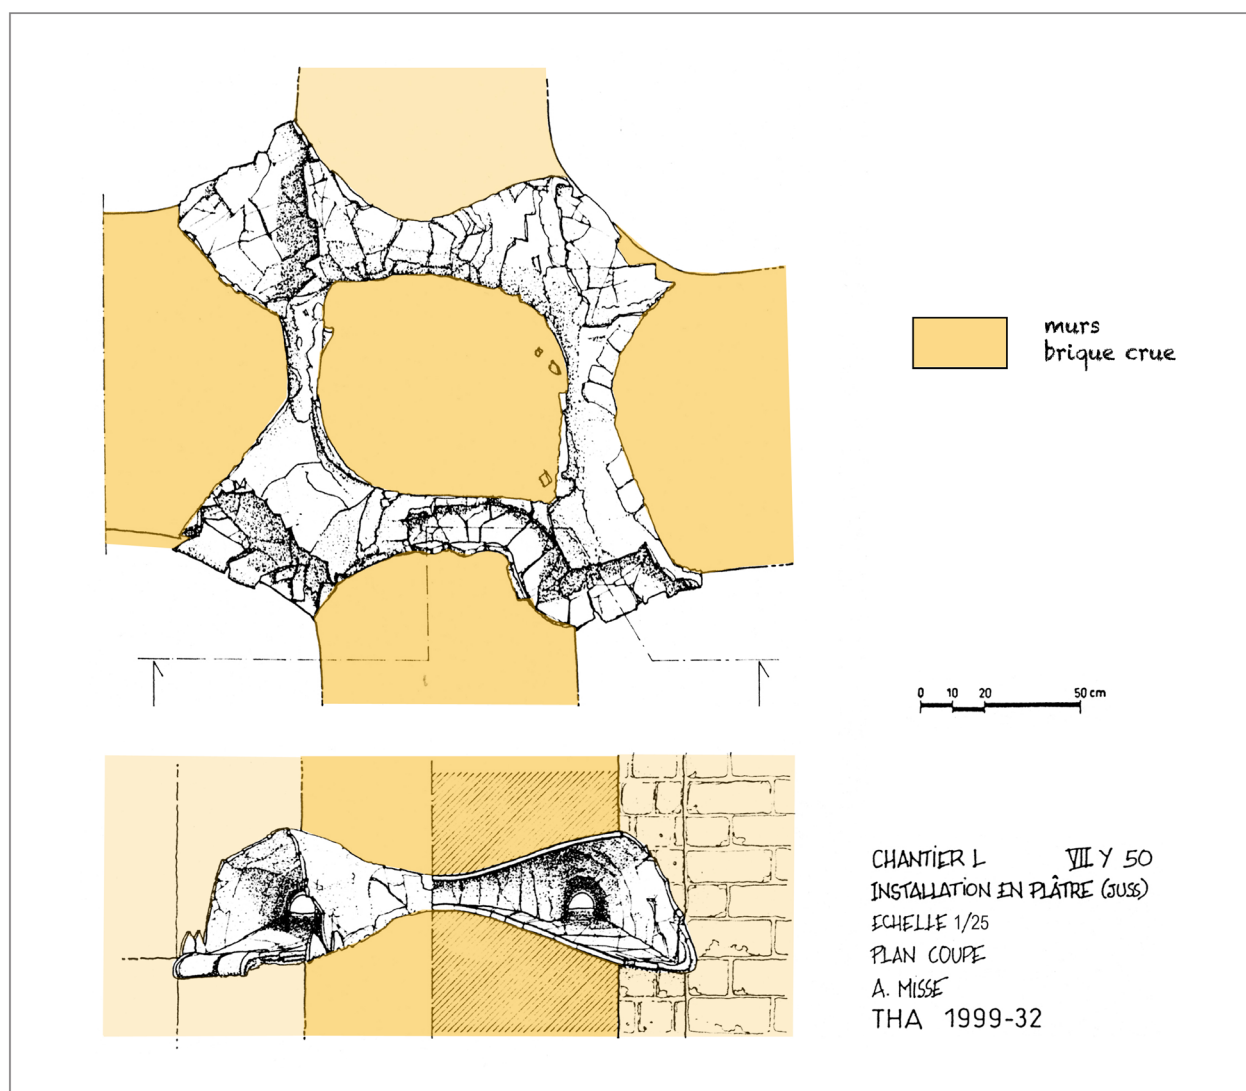 murs
brique crue
0 10 20 50 cm
CHANTIER L VII Y 50
INSTALLATION EN PLÂTRE (JUSS)
ECHELLE 1/25
PLAN COUPE
A. MISSE
THA 1999-32